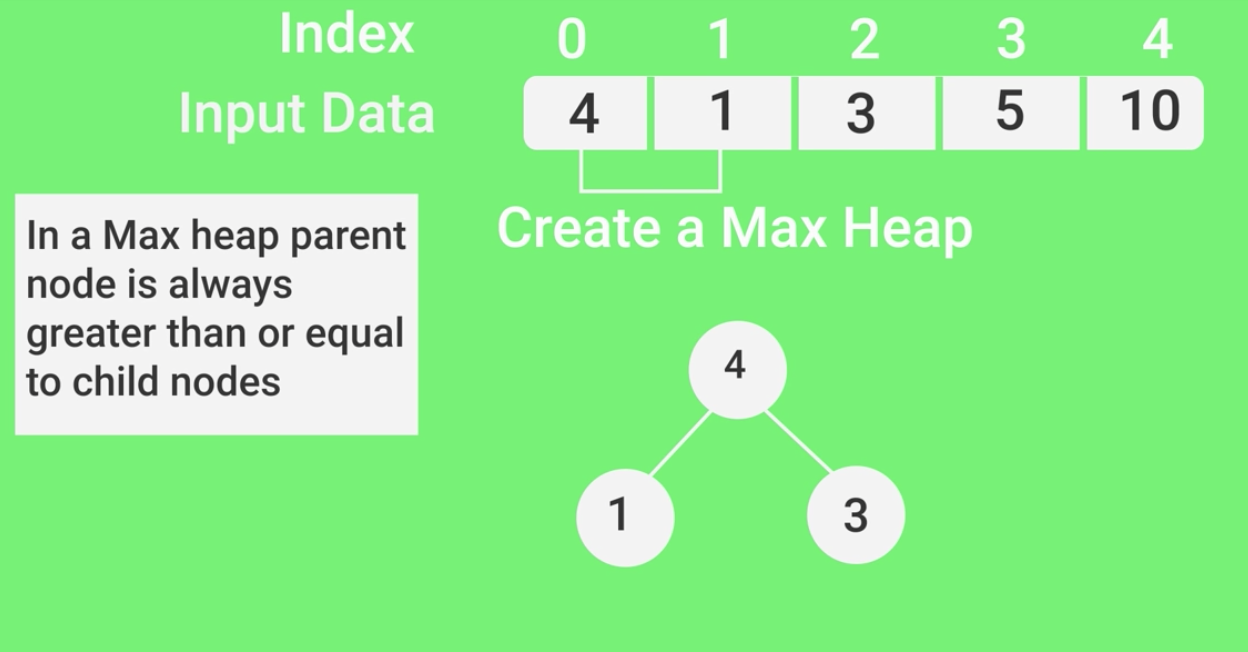 Index 0 1 2 3 4
Input Data 4 1 3 5 10
In a Max heap parent
node is always
greater than or equal
to child nodes
Create a Max Heap
4
1 3